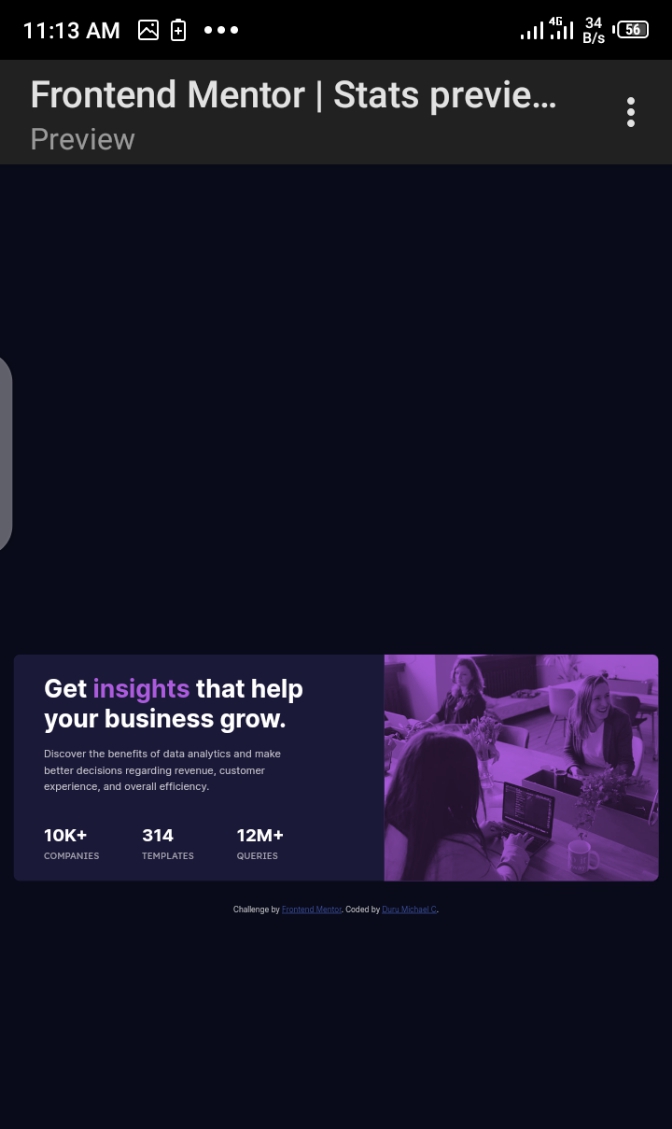 11:13 AM
4G
34
B/s
56
Frontend Mentor | Stats previe...
Preview
Get insights that help
your business grow.
Discover the benefits of data analytics and make
better decisions regarding revenue, customer
experience, and overall efficiency.
10K+ 314 12M+
COMPANIES TEMPLATES QUERIES
Challenge by Frontend Mentor. Coded by Duru Michael C.